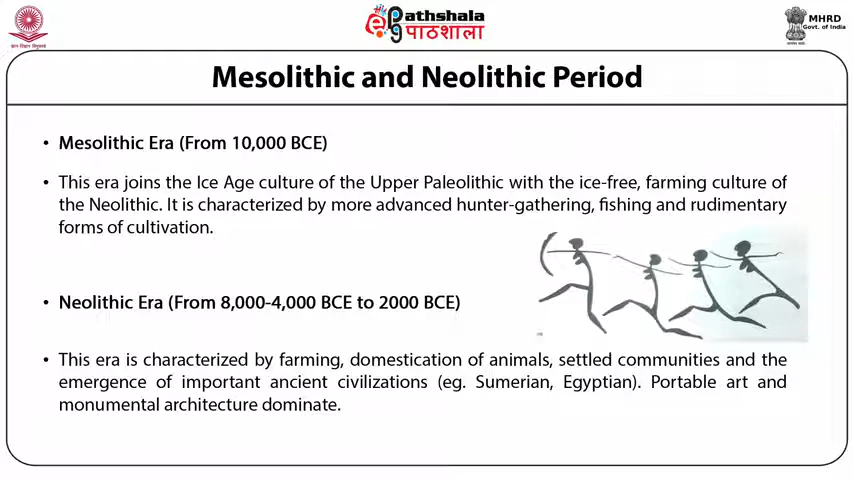 ePathshala
पाठशाला
MHRD
Govt. of India
Mesolithic and Neolithic Period
• Mesolithic Era (From 10,000 BCE)
• This era joins the Ice Age culture of the Upper Paleolithic with the ice-free, farming culture of
the Neolithic. It is characterized by more advanced hunter-gathering, fishing and rudimentary
forms of cultivation.
• Neolithic Era (From 8,000-4,000 BCE to 2000 BCE)
• This era is characterized by farming, domestication of animals, settled communities and the
emergence of important ancient civilizations (eg. Sumerian, Egyptian). Portable art and
monumental architecture dominate.